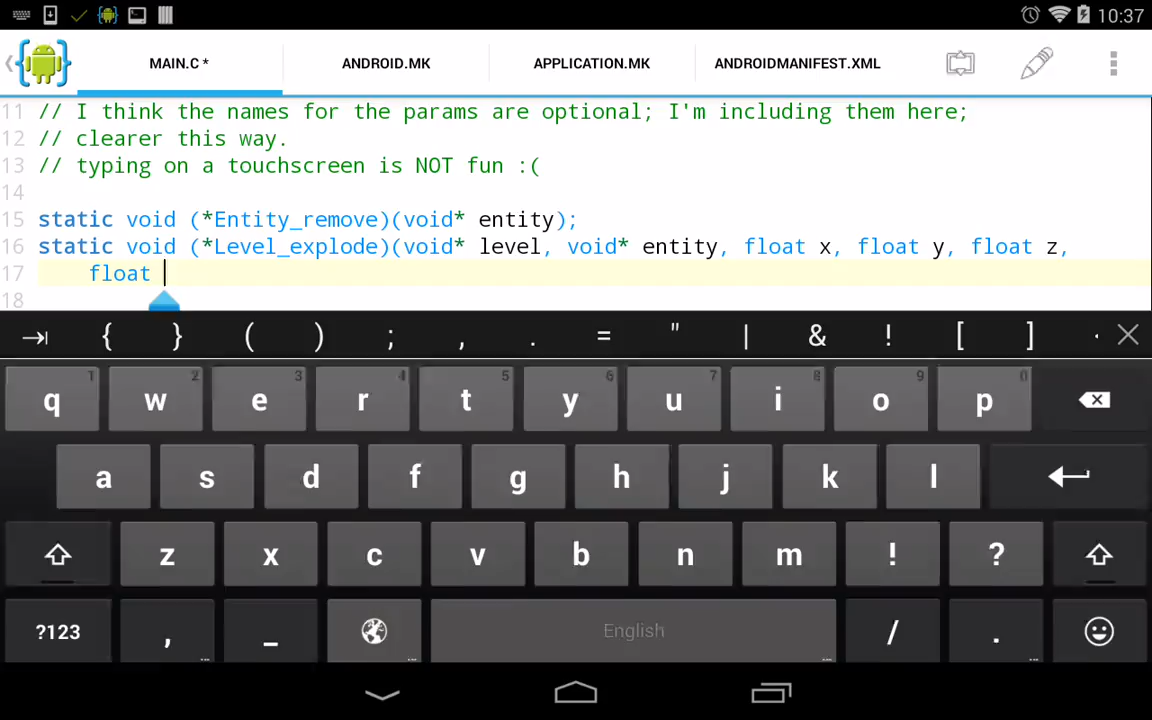 10:37
MAIN.C * ANDROID.MK APPLICATION.MK ANDROIDMANIFEST.XML
11 // I think the names for the params are optional; I'm including them here;
12 // clearer this way.
13 // typing on a touchscreen is NOT fun :(
14
15 static void (*Entity_remove)(void* entity);
16 static void (*Level_explode)(void* level, void* entity, float x, float y, float z,
17 float
18
{ } ( ) ; , . = " | & ! [ ]
q 1 w 2 e 3 r 4 t 5 y 6 u 7 i 8 o 9 p 0
a s d f g h j k l
z x c v b n m ! ?
?123 , _ English / .